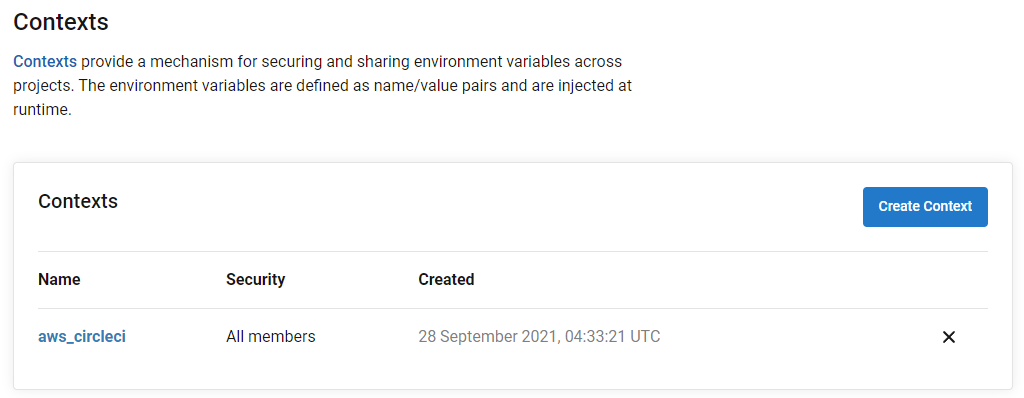 Contexts
Contexts provide a mechanism for securing and sharing environment variables across
projects. The environment variables are defined as name/value pairs and are injected at
runtime.
Contexts
Create Context
Name Security Created
aws_circleci All members 28 September 2021, 04:33:21 UTC